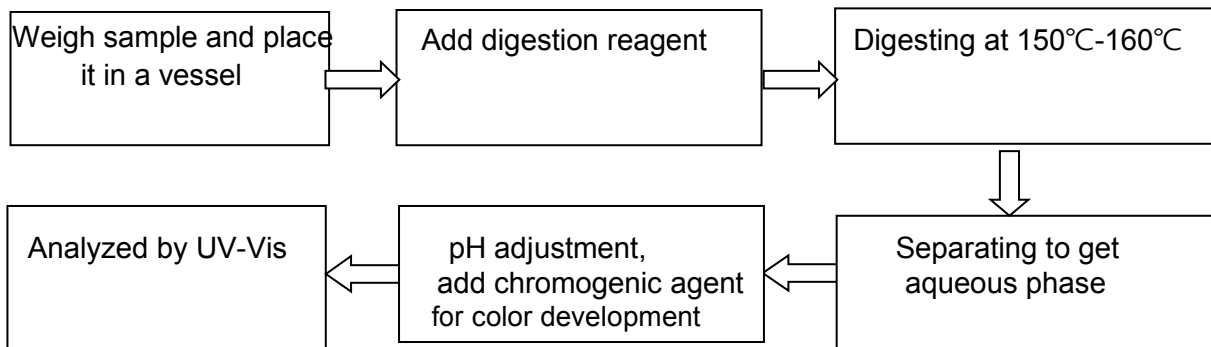 Weigh sample and place
it in a vessel
Add digestion reagent
Digesting at 150℃-160℃
Separating to get
aqueous phase
pH adjustment,
add chromogenic agent
for color development
Analyzed by UV-Vis